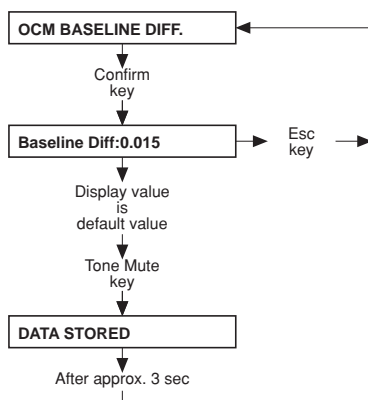 OCM BASELINE DIFF.
Confirm
key
Baseline Diff:0.015
Esc
key
Display value
is
default value
Tone Mute
key
DATA STORED
After approx. 3 sec